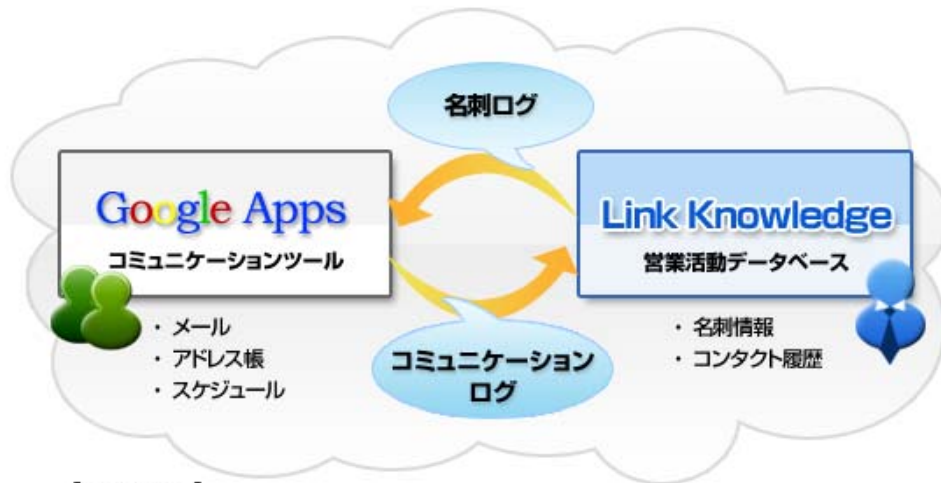 名刺ログ
Google Apps
コミュニケーションツール
・メール
・アドレス帳
・スケジュール
Link Knowledge
営業活動データベース
・名刺情報
・コンタクト履歴
コミュニケーション
ログ